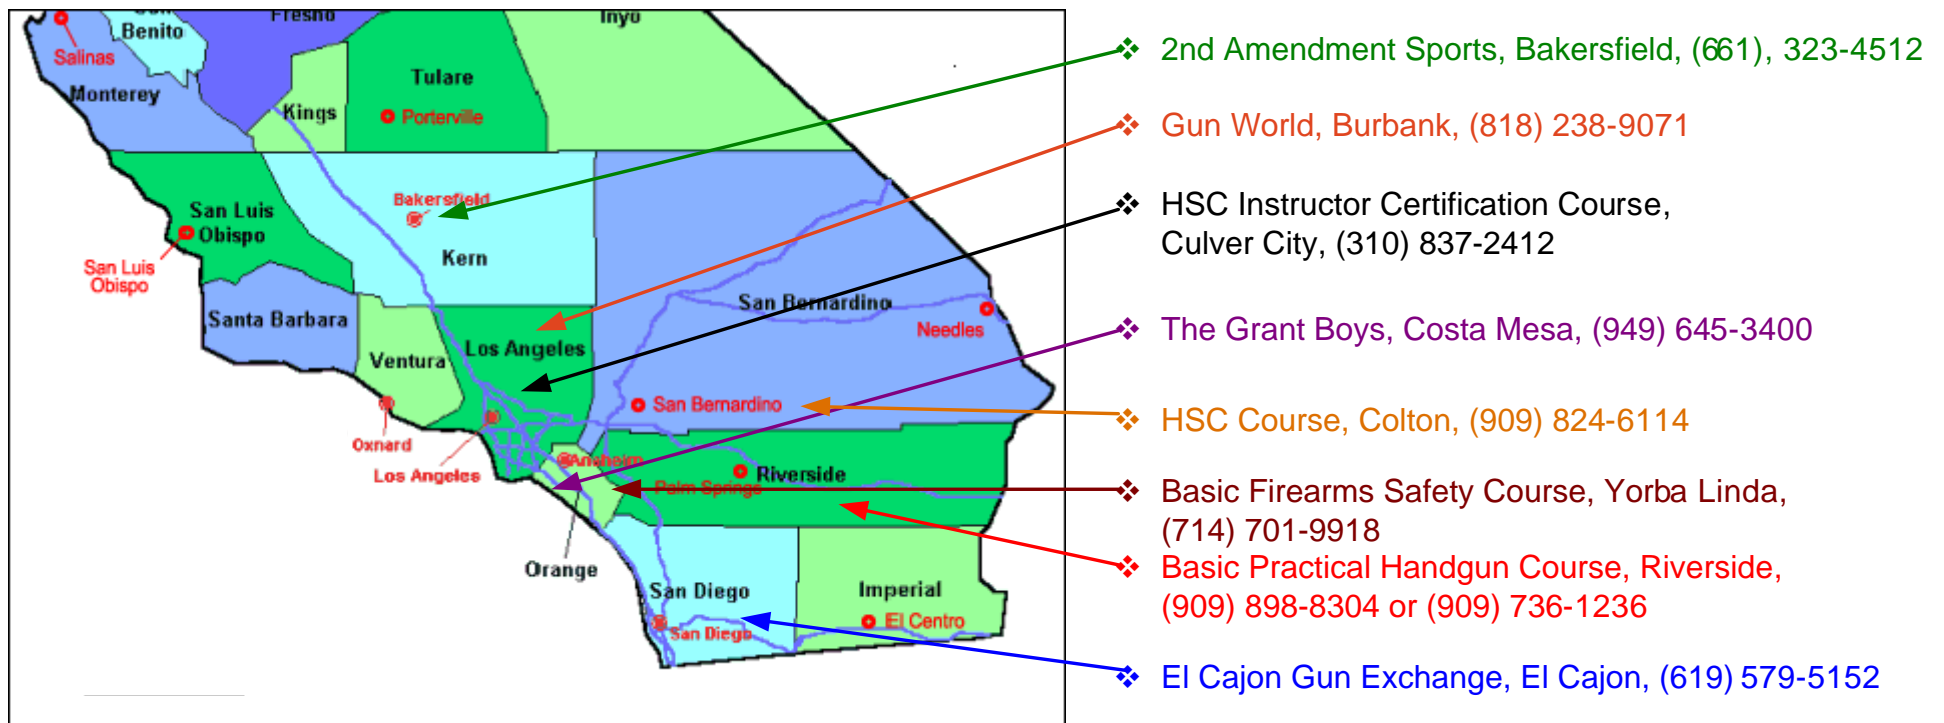 Fresno
Inyo
Benito
Salinas
Tulare
Monterey
Kings
Porterville
Bakersfield
San Luis
Obispo
Kern
San Luis
Obispo
San Bernardino
Santa Barbara
Needles
Los Angeles
Ventura
San Bernardino
Oxnard
Los Angeles
Anaheim
Riverside
Palm Springs
Orange
San Diego
Imperial
El Centro
San Diego
2nd Amendment Sports, Bakersfield, (661), 323-4512
Gun World, Burbank, (818) 238-9071
HSC Instructor Certification Course,
Culver City, (310) 837-2412
The Grant Boys, Costa Mesa, (949) 645-3400
HSC Course, Colton, (909) 824-6114
Basic Firearms Safety Course, Yorba Linda,
(714) 701-9918
Basic Practical Handgun Course, Riverside,
(909) 898-8304 or (909) 736-1236
El Cajon Gun Exchange, El Cajon, (619) 579-5152